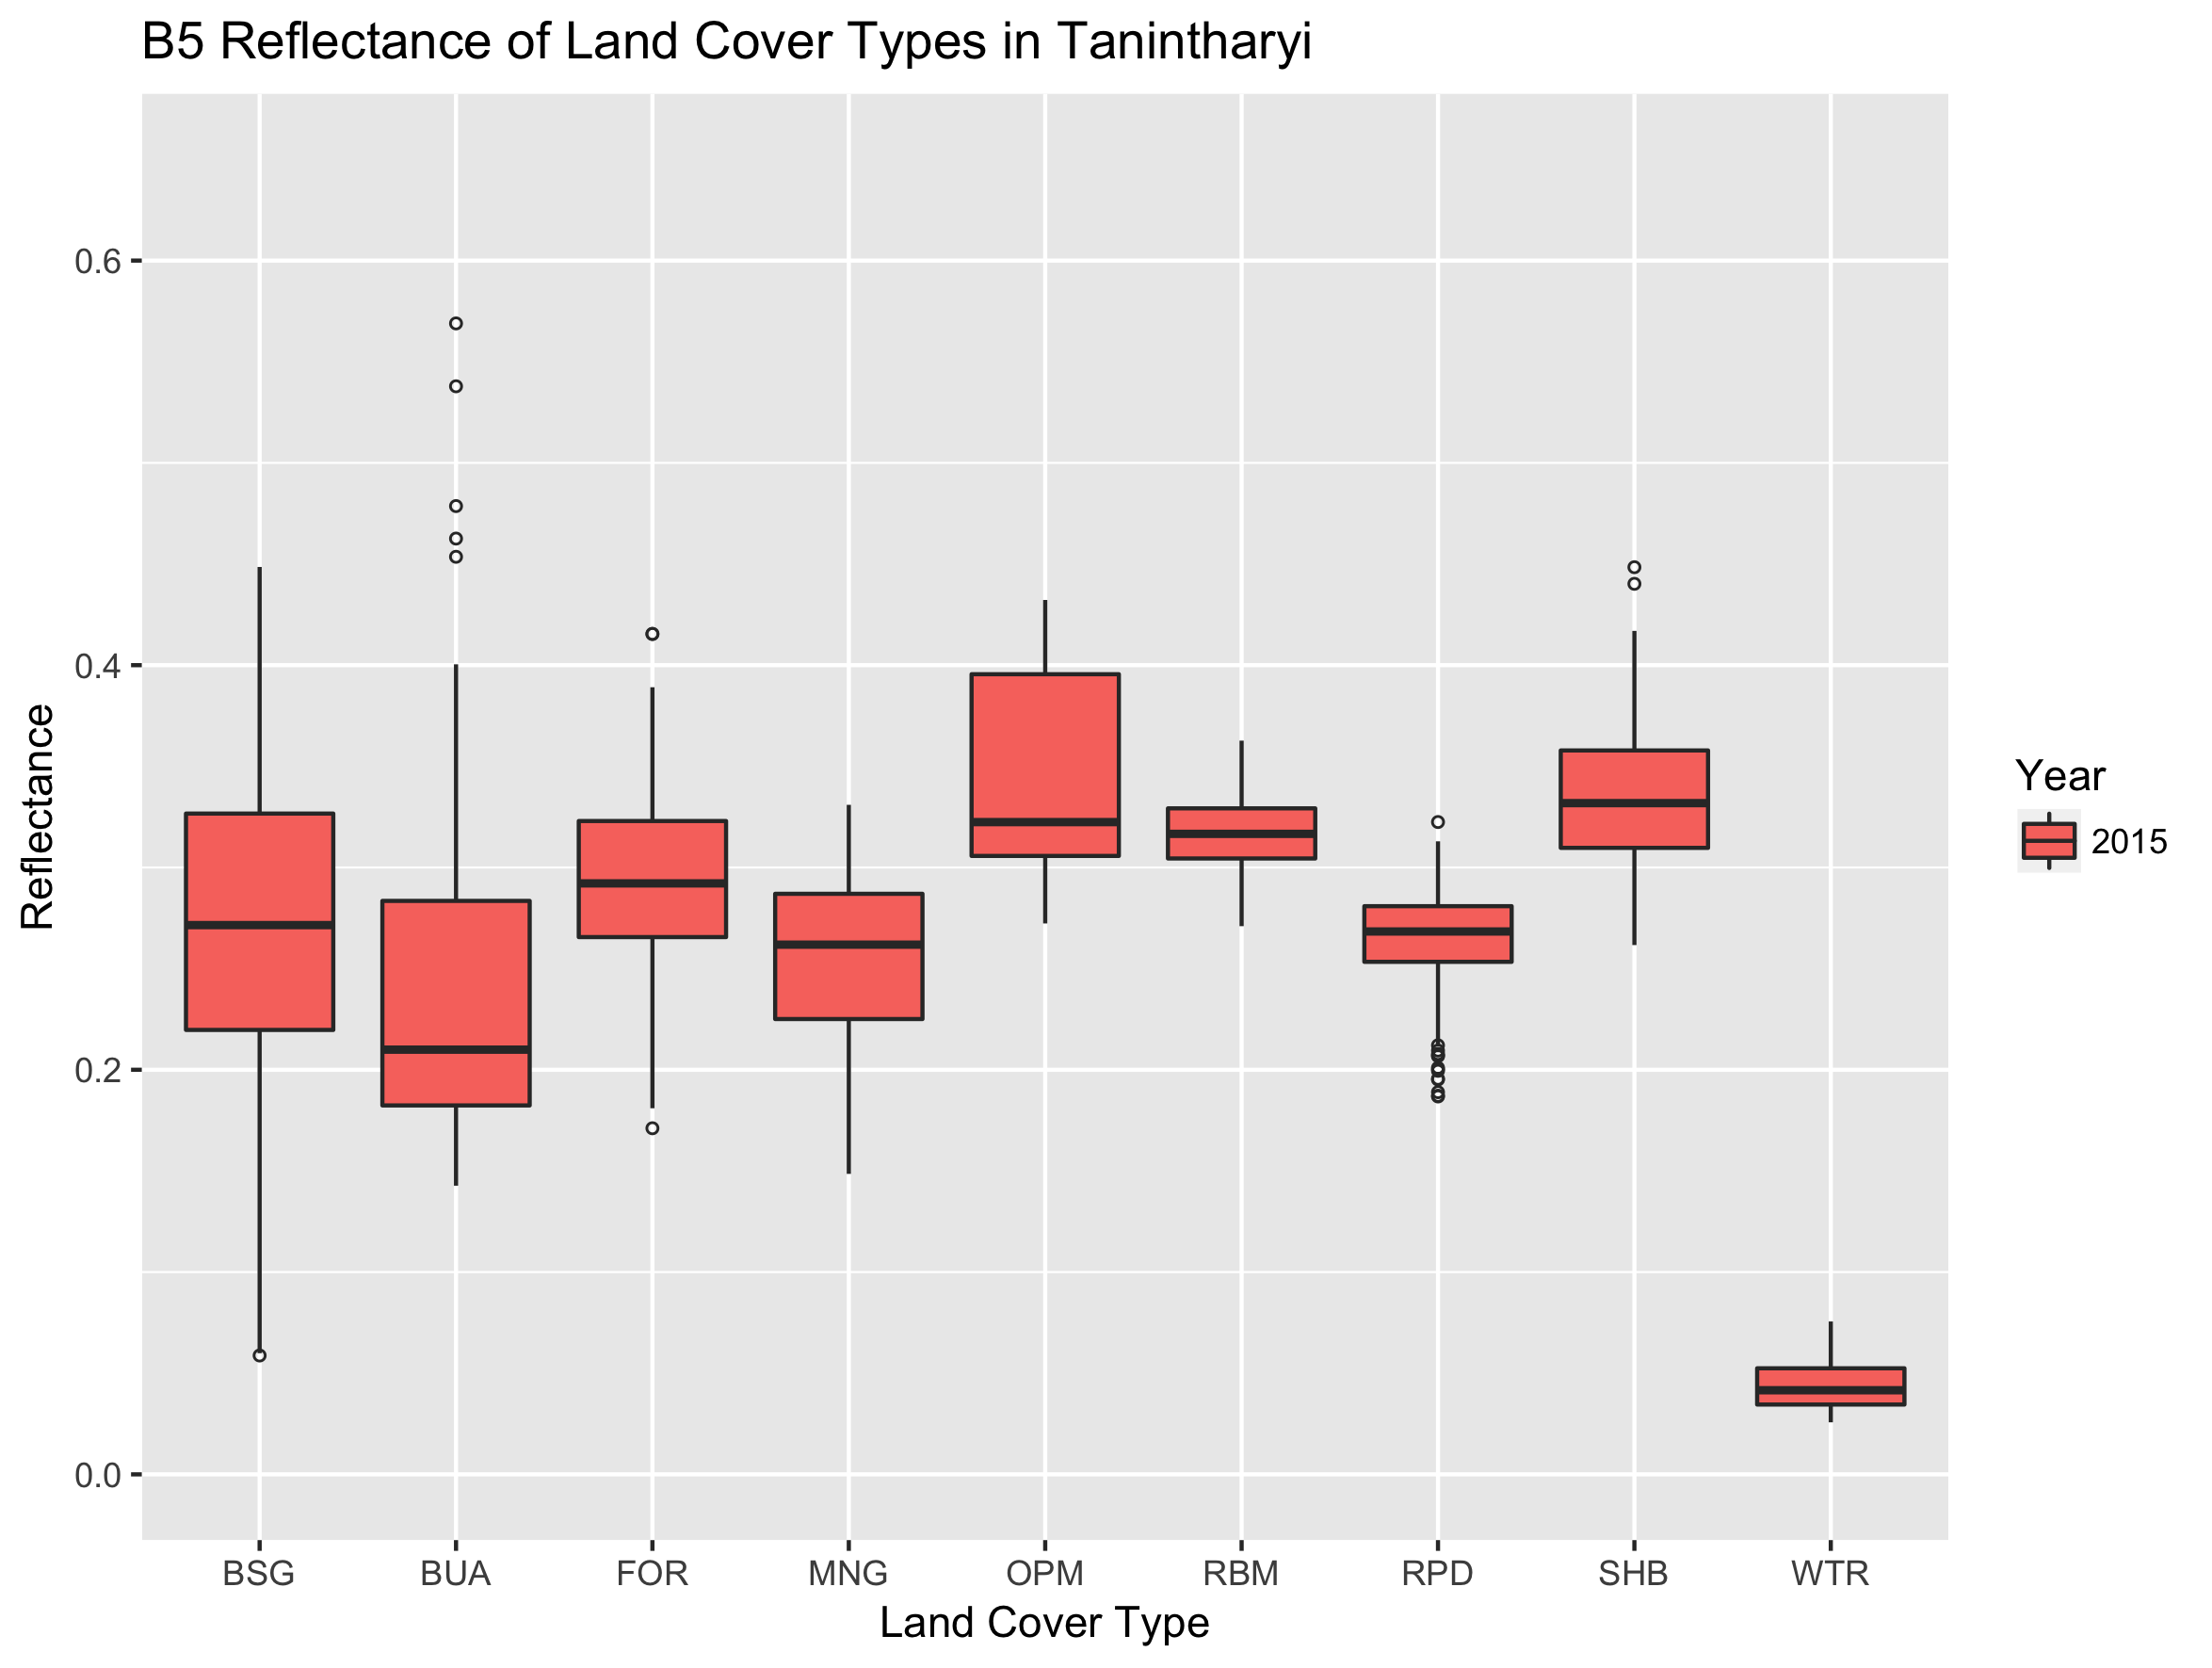 B5 Reflectance of Land Cover Types in Tanintharyi
0.6
0.4
0.2
0.0
Reflectance
BSG BUA FOR MNG OPM RBM RPD SHB WTR
Land Cover Type
Year
2015